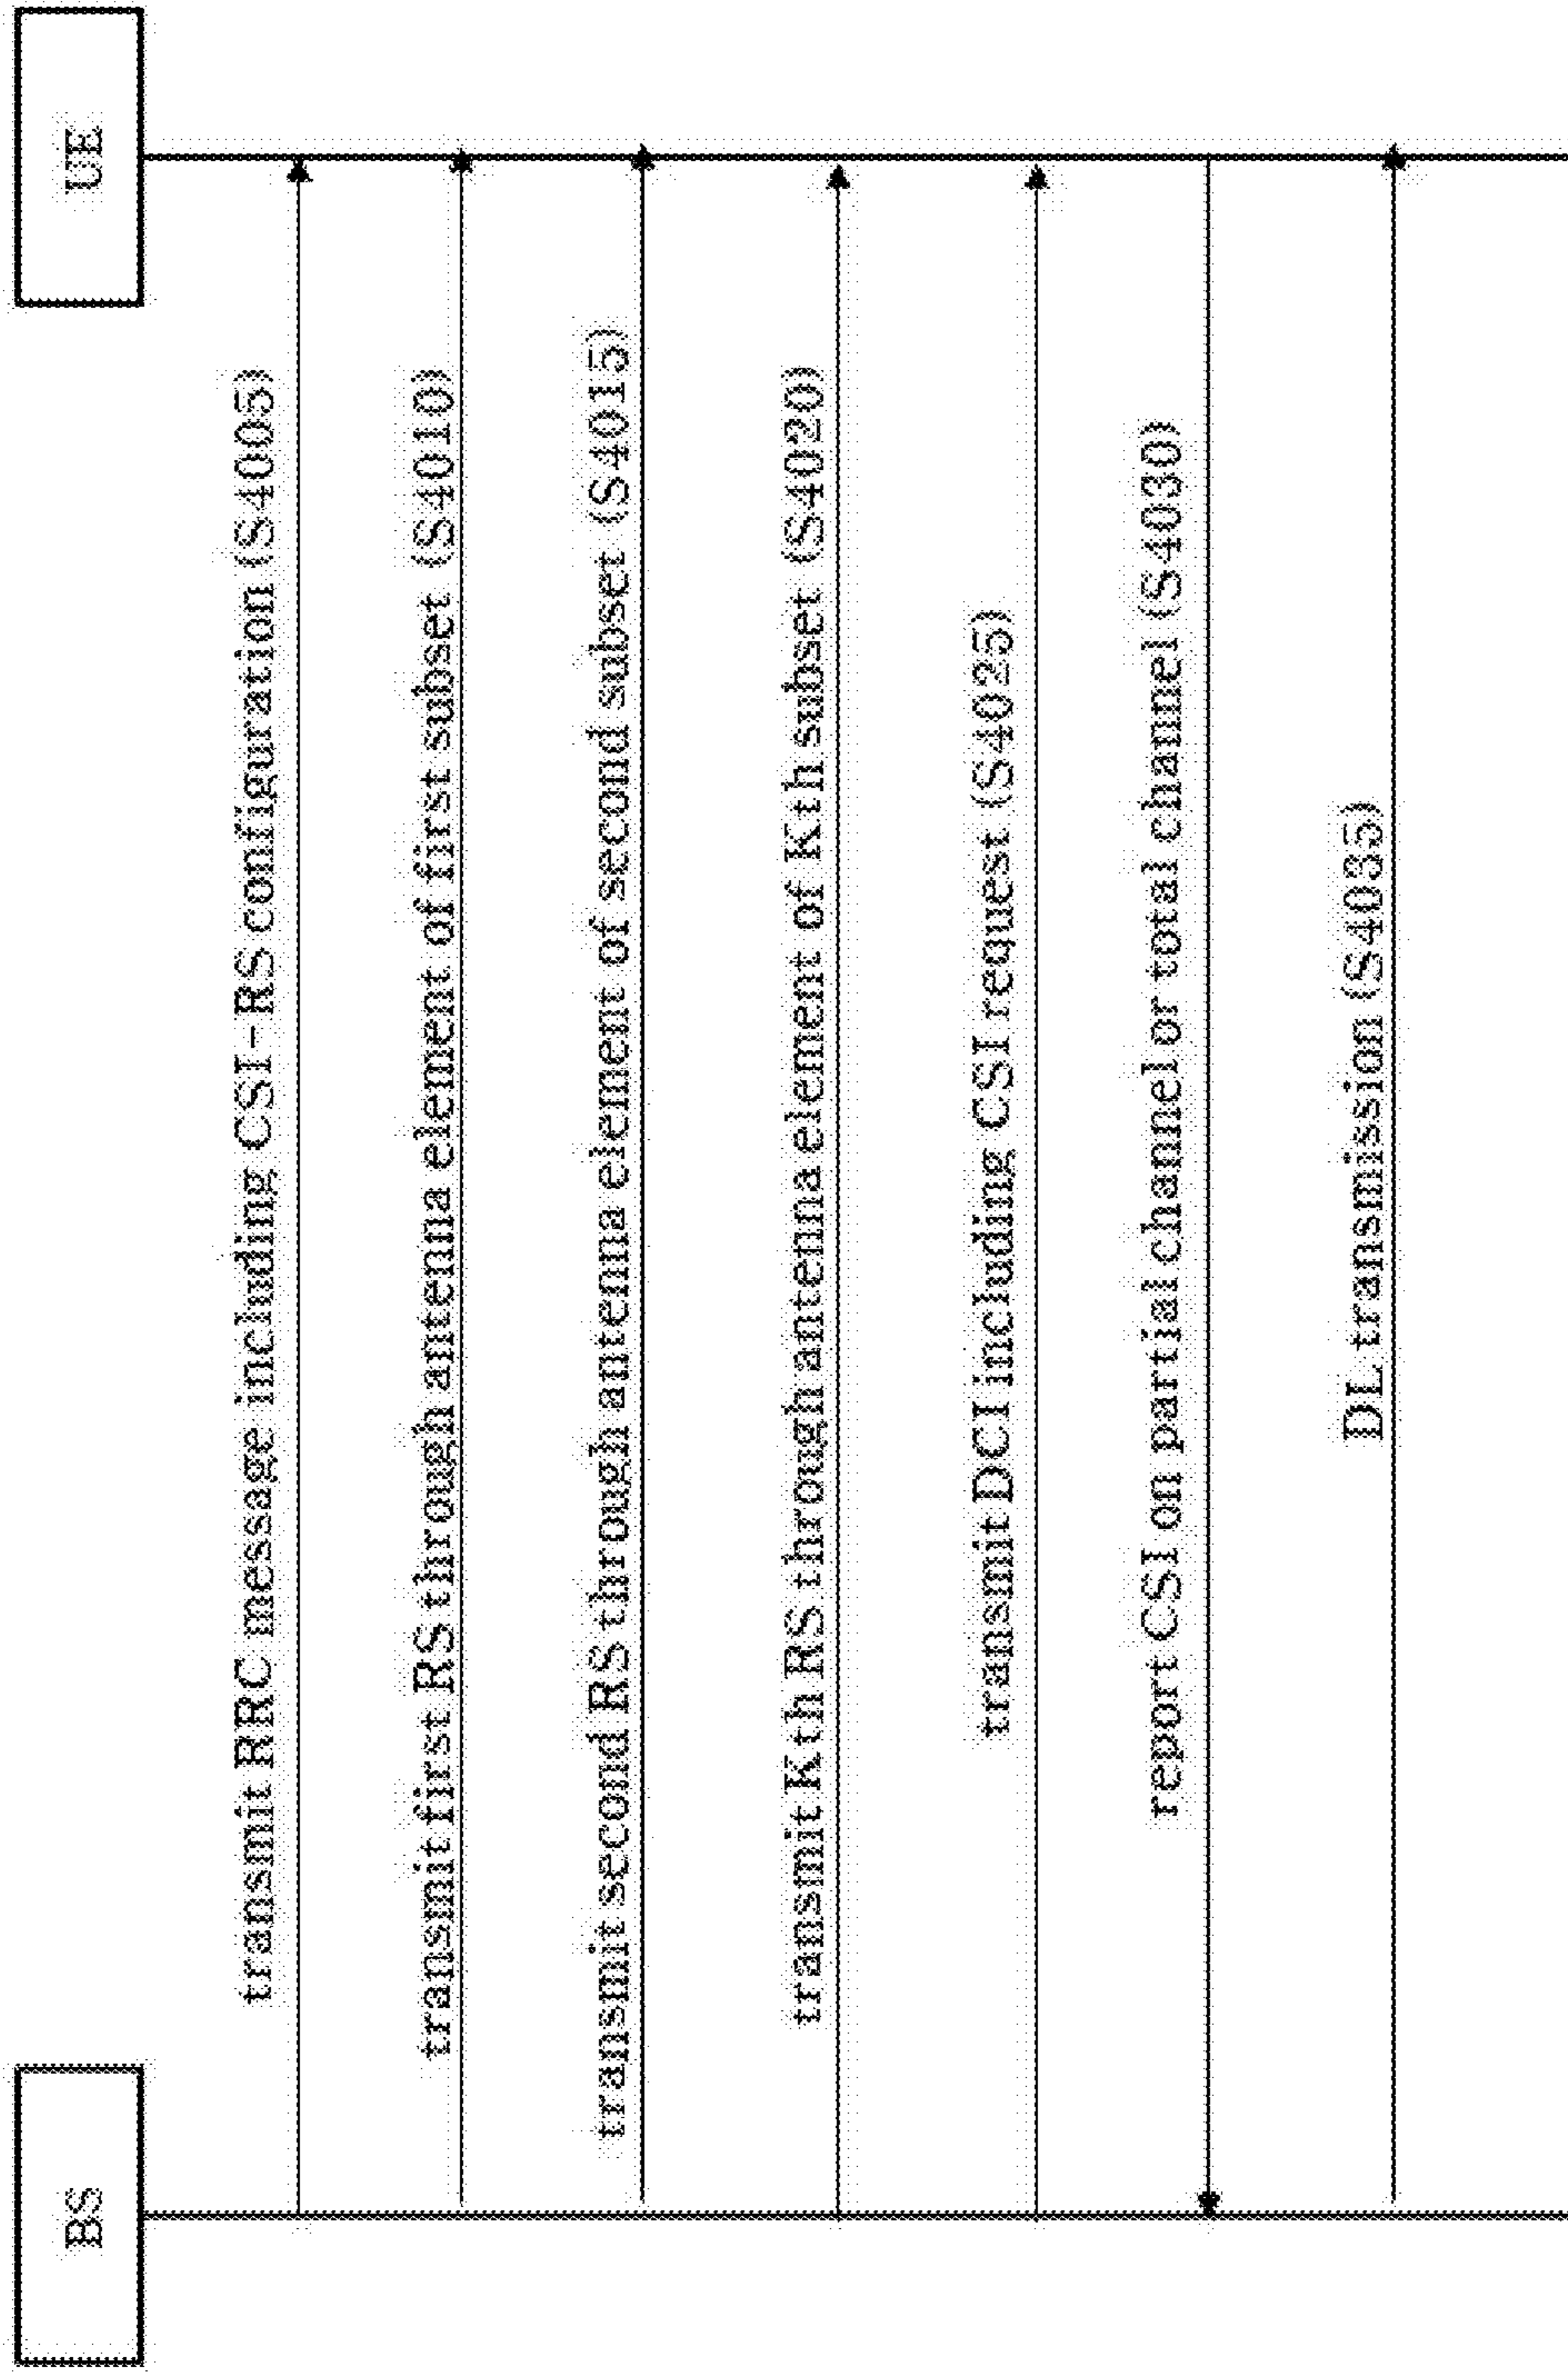 BS
UE
transmit RRC message including CSI-RS configuration (S4005)
transmit first RS through antenna element of first subset (S4010)
transmit second RS through antenna element of second subset (S4015)
transmit Kth RS through antenna element of Kth subset (S4020)
transmit DCI including CSI request (S4025)
report CSI on partial channel or total channel (S4030)
DL transmission (S4035)